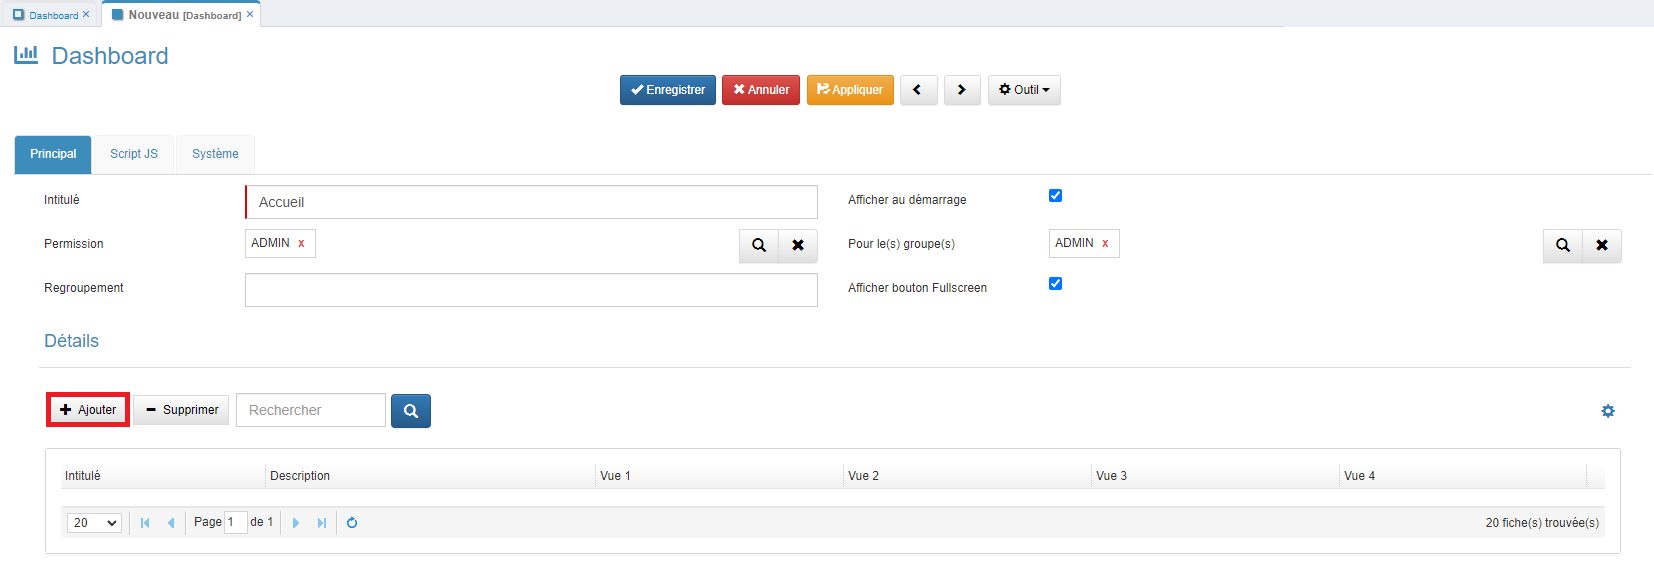 Dashboard × Nouveau [Dashboard] ×
Dashboard
Enregistrer Annuler Appliquer Outil
Principal Script JS Système
Intitulé Accueil Afficher au démarrage
Permission ADMIN x Pour le(s) groupe(s) ADMIN x
Regroupement Afficher bouton Fullscreen
Détails
Ajouter Supprimer Rechercher
Intitulé Description Vue 1 Vue 2 Vue 3 Vue 4
20 Page 1 de 1 20 fiche(s) trouvée(s)